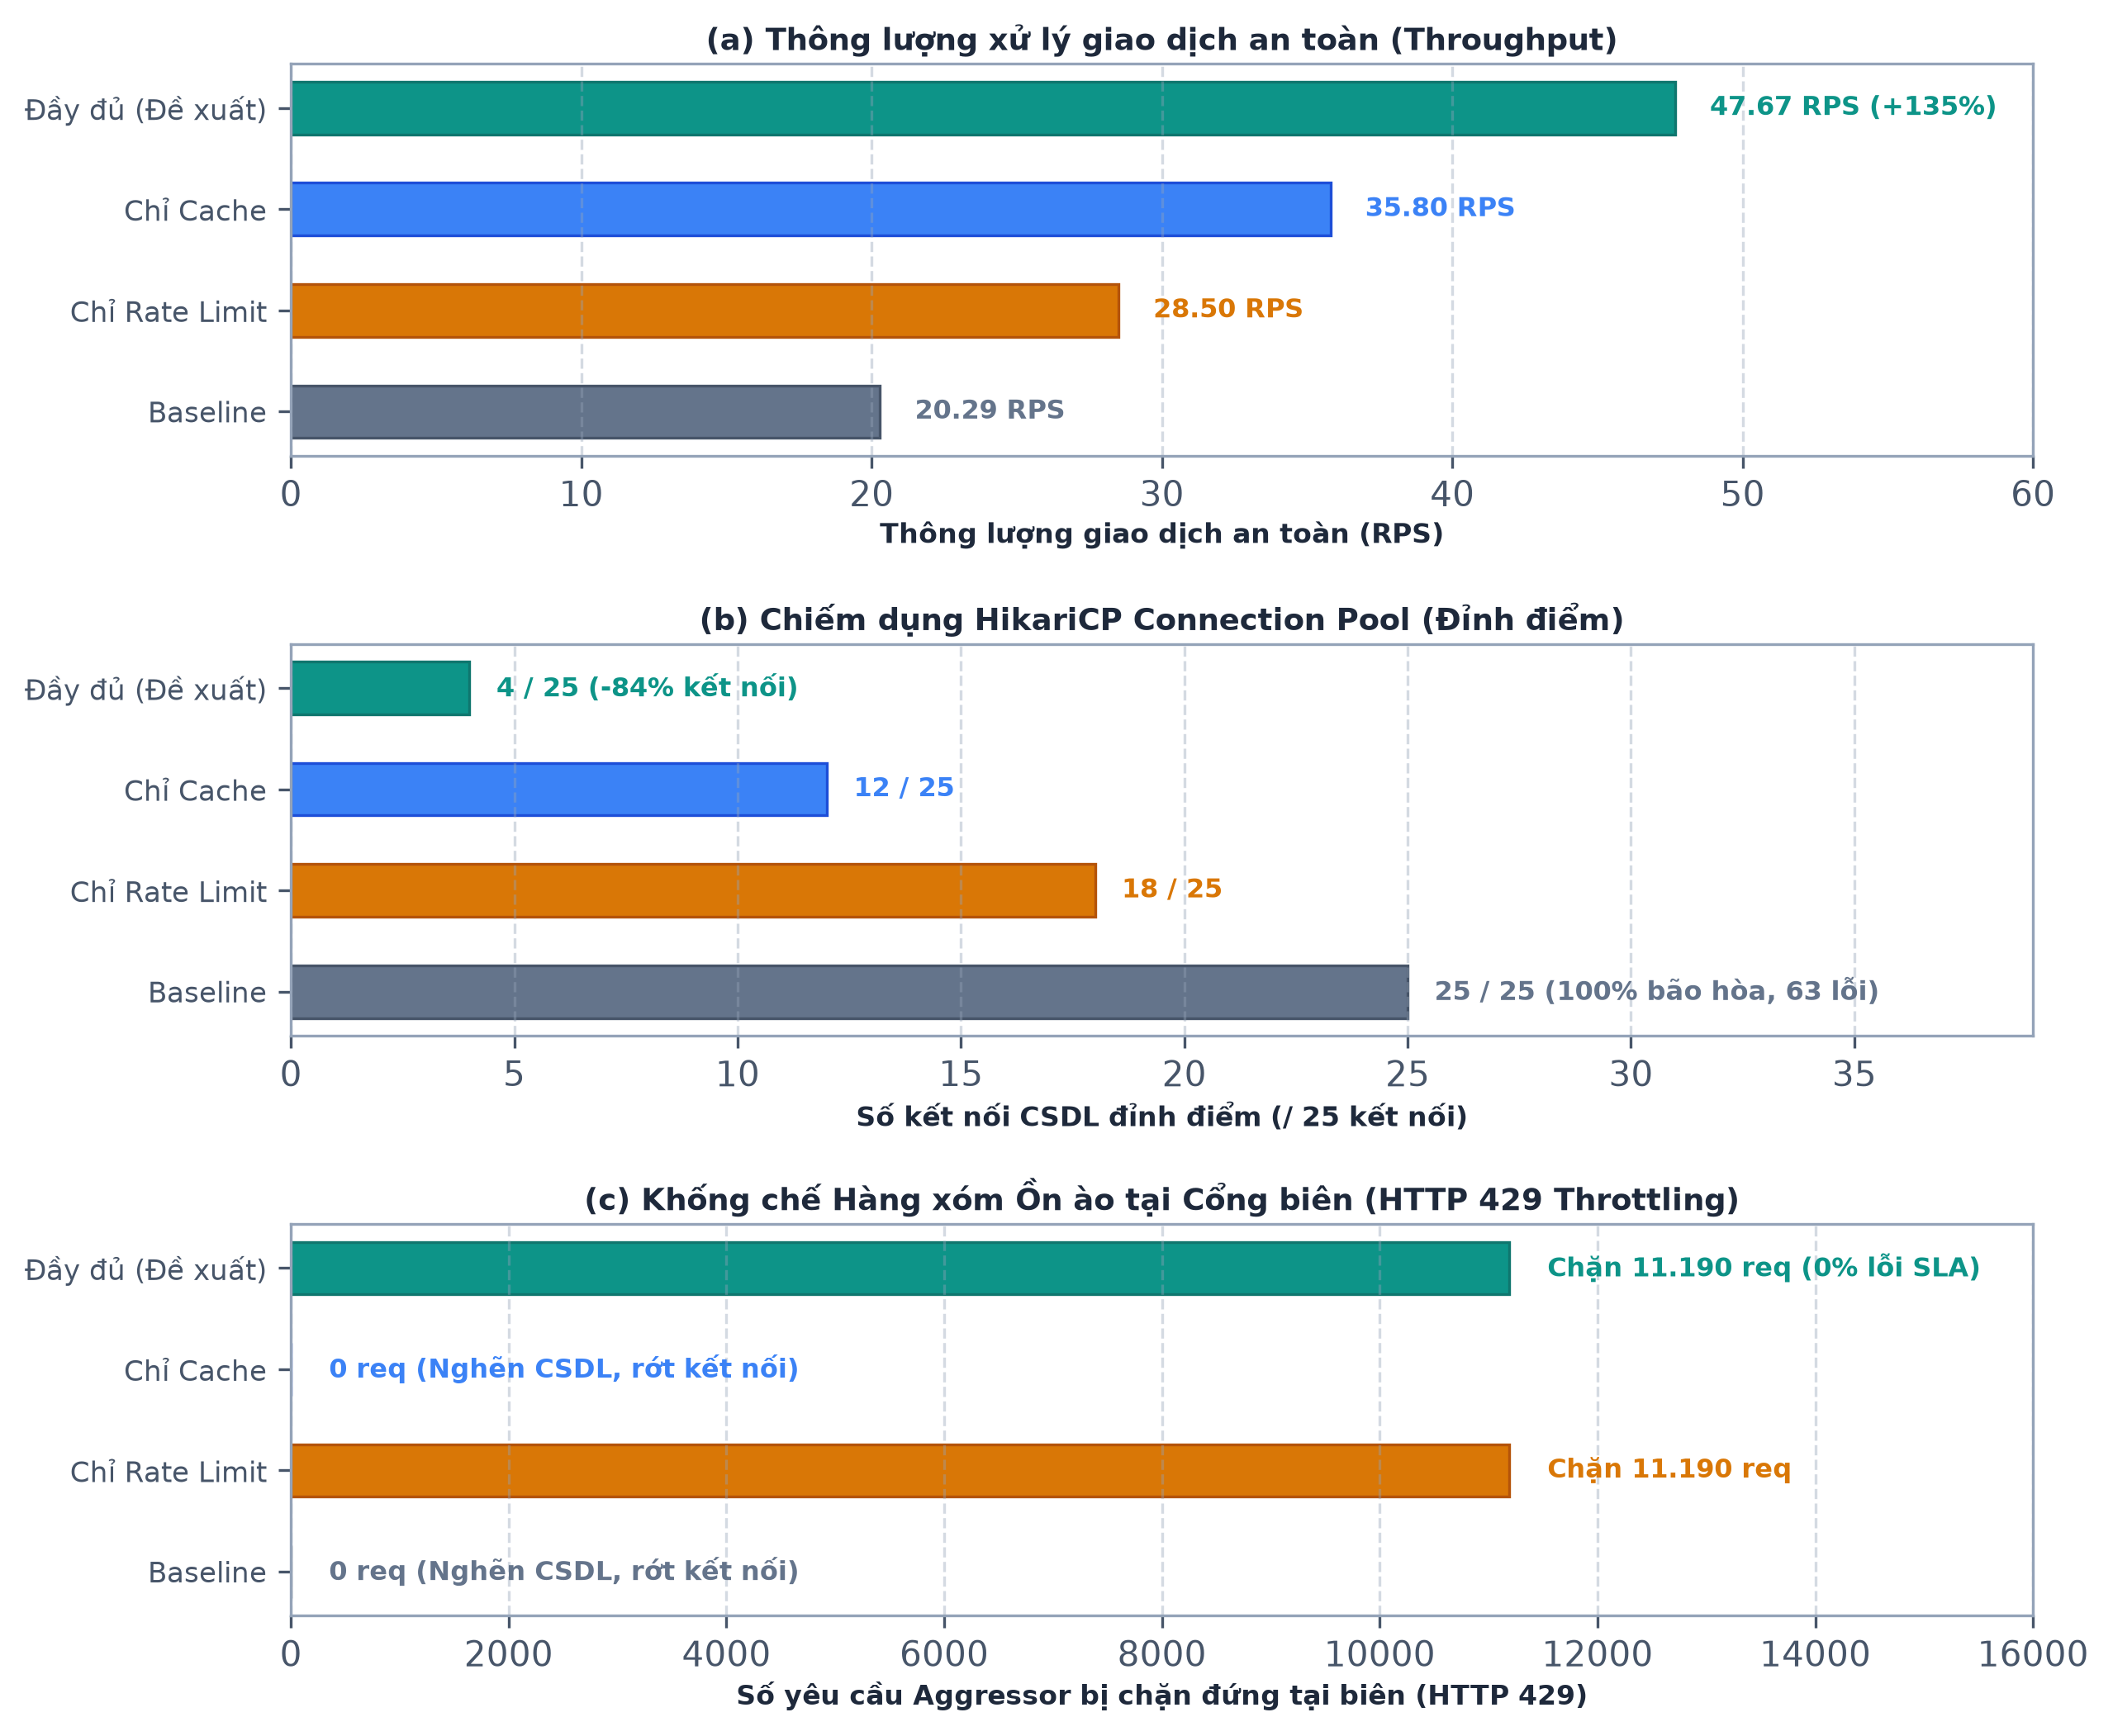 (a) Thông lượng xử lý giao dịch an toàn (Throughput)
Đầy đủ (Đề xuất)
47.67 RPS (+135%)
Chỉ Cache
35.80 RPS
Chỉ Rate Limit
28.50 RPS
Baseline
20.29 RPS
0 10 20 30 40 50 60
Thông lượng giao dịch an toàn (RPS)
(b) Chiếm dụng HikariCP Connection Pool (Đỉnh điểm)
Đầy đủ (Đề xuất)
4 / 25 (-84% kết nối)
Chỉ Cache
12 / 25
Chỉ Rate Limit
18 / 25
Baseline
25 / 25 (100% bão hòa, 63 lỗi)
0 5 10 15 20 25 30 35
Số kết nối CSDL đỉnh điểm (/ 25 kết nối)
(c) Khống chế Hàng xóm Ồn ào tại Cổng biên (HTTP 429 Throttling)
Đầy đủ (Đề xuất)
Chặn 11.190 req (0% lỗi SLA)
Chỉ Cache
0 req (Nghẽn CSDL, rớt kết nối)
Chỉ Rate Limit
Chặn 11.190 req
Baseline
0 req (Nghẽn CSDL, rớt kết nối)
0 2000 4000 6000 8000 10000 12000 14000 16000
Số yêu cầu Aggressor bị chặn đứng tại biên (HTTP 429)